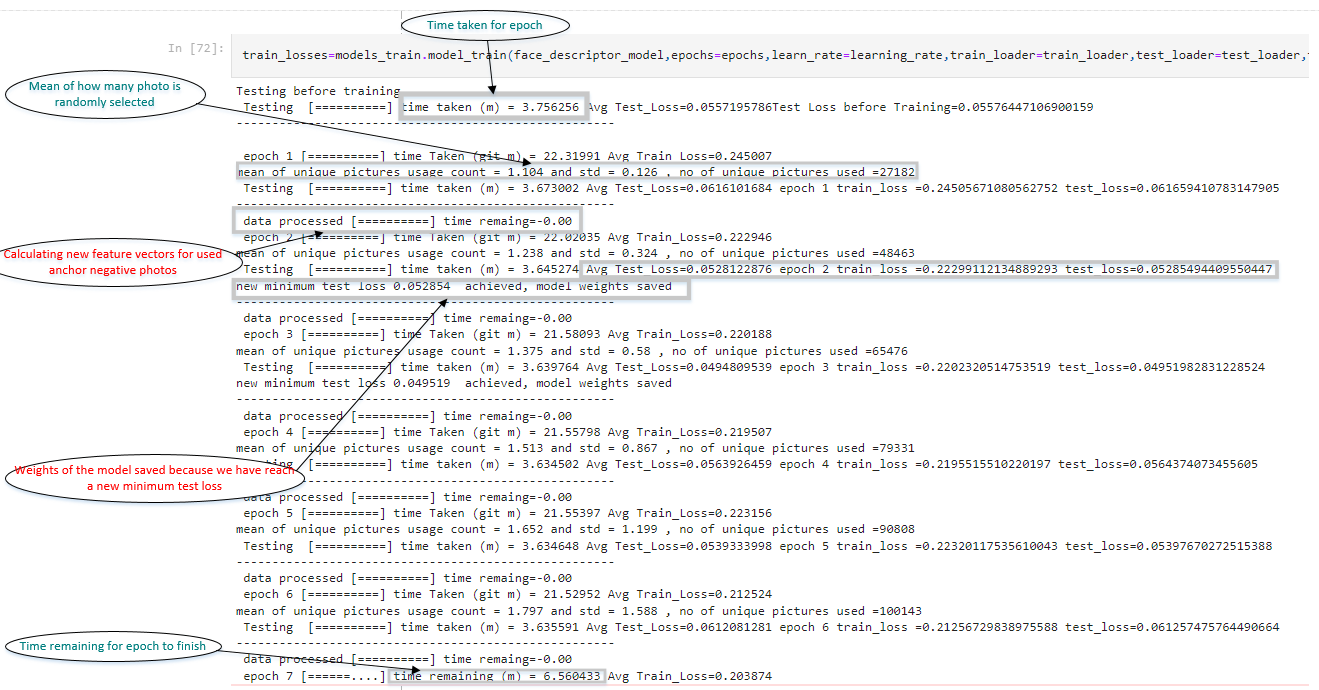 Time taken for epoch
In [72]:
train_losses=models_train.model_train(face_descriptor_model,epochs=epochs,learn_rate=learning_rate,train_loader=train_loader,test_loader=test_loader,
Mean of how many photo is
randomly selected
Testing before training
Testing [==========] time taken (m) = 3.756256 Avg Test_Loss=0.0557195786Test Loss before Training=0.05576447106900159
-----------------------------------------------------
epoch 1 [==========] time Taken (git m) = 22.31991 Avg Train_Loss=0.245007
mean of unique pictures usage count = 1.104 and std = 0.126 , no of unique pictures used =27182
Testing [==========] time taken (m) = 3.673002 Avg Test_Loss=0.0616101684 epoch 1 train_loss =0.24505671080562752 test_loss=0.061659410783147905
-----------------------------------------------------
data processed [==========] time remaing=-0.00
Calculating new feature vectors for used
anchor negative photos
epoch 2 [==========] time Taken (git m) = 22.02035 Avg Train_Loss=0.222946
mean of unique pictures usage count = 1.238 and std = 0.324 , no of unique pictures used =48463
Testing [==========] time taken (m) = 3.645274 Avg Test_Loss=0.0528122876 epoch 2 train_loss =0.22299112134889293 test_loss=0.05285494409550447
new minimum test loss 0.052854 achieved, model weights saved
-----------------------------------------------------
data processed [==========] time remaing=-0.00
epoch 3 [==========] time Taken (git m) = 21.58093 Avg Train_Loss=0.220188
mean of unique pictures usage count = 1.375 and std = 0.58 , no of unique pictures used =65476
Testing [==========] time taken (m) = 3.639764 Avg Test_Loss=0.0494809539 epoch 3 train_loss =0.2202320514753519 test_loss=0.04951982831228524
new minimum test loss 0.049519 achieved, model weights saved
-----------------------------------------------------
data processed [==========] time remaing=-0.00
epoch 4 [==========] time Taken (git m) = 21.55798 Avg Train_Loss=0.219507
mean of unique pictures usage count = 1.513 and std = 0.867 , no of unique pictures used =79331
Testing [==========] time taken (m) = 3.634502 Avg Test_Loss=0.0563926459 epoch 4 train_loss =0.2195515510220197 test_loss=0.0564374073455605
-----------------------------------------------------
Weights of the model saved because we have reach
a new minimum test loss
data processed [==========] time remaing=-0.00
epoch 5 [==========] time Taken (git m) = 21.55397 Avg Train_Loss=0.223156
mean of unique pictures usage count = 1.652 and std = 1.199 , no of unique pictures used =90808
Testing [==========] time taken (m) = 3.634648 Avg Test_Loss=0.0539333998 epoch 5 train_loss =0.22320117535610043 test_loss=0.05397670272515388
-----------------------------------------------------
data processed [==========] time remaing=-0.00
epoch 6 [==========] time Taken (git m) = 21.52952 Avg Train_Loss=0.212524
mean of unique pictures usage count = 1.797 and std = 1.588 , no of unique pictures used =100143
Testing [==========] time taken (m) = 3.635591 Avg Test_Loss=0.0612081281 epoch 6 train_loss =0.21256729838975588 test_loss=0.061257475764490664
-----------------------------------------------------
Time remaining for epoch to finish
data processed [==========] time remaing=-0.00
epoch 7 [======....] time remaining (m) = 6.560433 Avg Train_Loss=0.203874